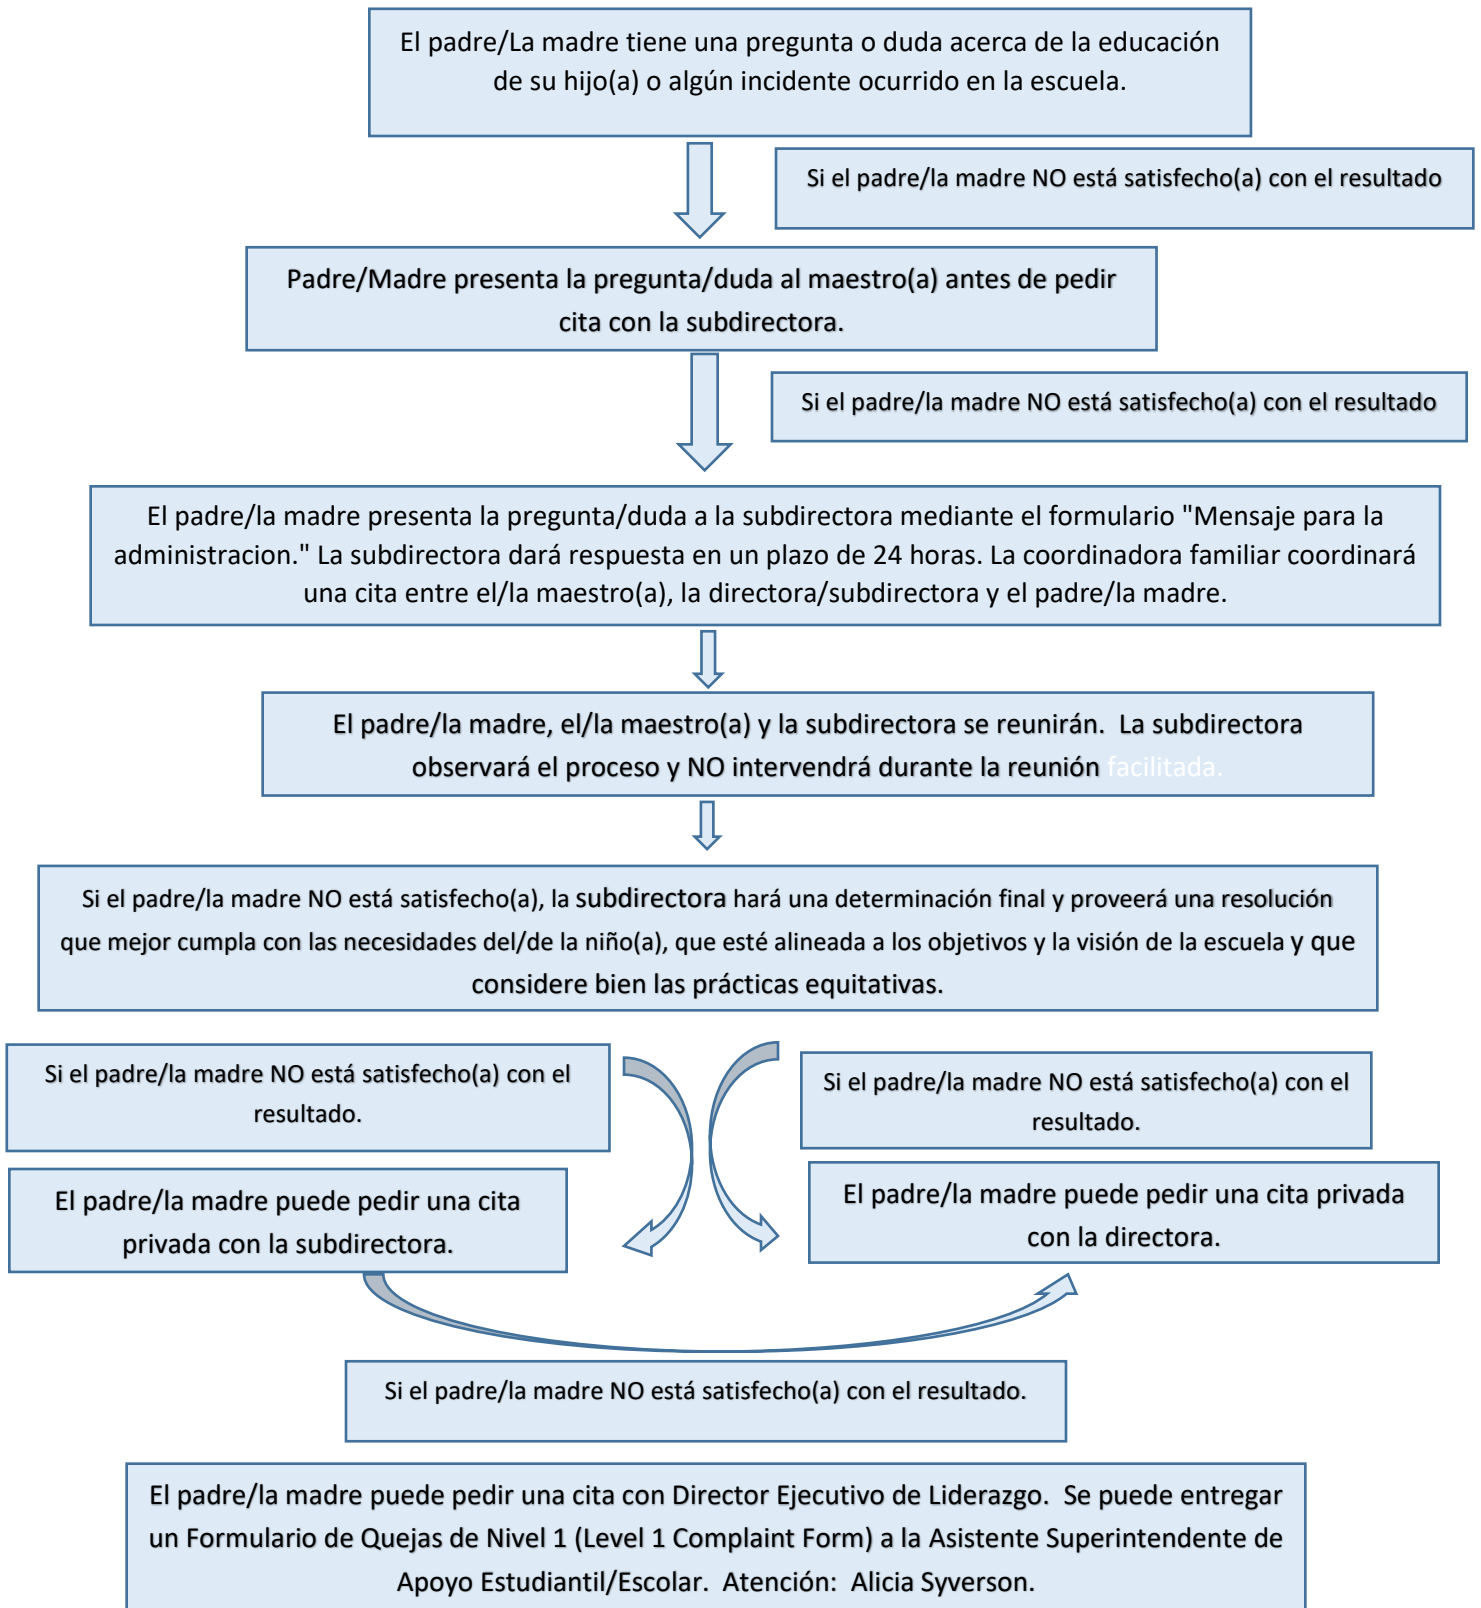 El padre/La madre tiene una pregunta o duda acerca de la educación
de su hijo(a) o algún incidente ocurrido en la escuela.
Si el padre/la madre NO está satisfecho(a) con el resultado
Padre/Madre presenta la pregunta/duda al maestro(a) antes de pedir
cita con la subdirectora.
Si el padre/la madre NO está satisfecho(a) con el resultado
El padre/la madre presenta la pregunta/duda a la subdirectora mediante el formulario "Mensaje para la
administracion." La subdirectora dará respuesta en un plazo de 24 horas. La coordinadora familiar coordinará
una cita entre el/la maestro(a), la directora/subdirectora y el padre/la madre.
El padre/la madre, el/la maestro(a) y la subdirectora se reunirán. La subdirectora
observará el proceso y NO intervendrá durante la reunión facilitada.
Si el padre/la madre NO está satisfecho(a), la subdirectora hará una determinación final y proveerá una resolución
que mejor cumpla con las necesidades del/de la niño(a), que esté alineada a los objetivos y la visión de la escuela y que
considere bien las prácticas equitativas.
Si el padre/la madre NO está satisfecho(a) con el
resultado.
Si el padre/la madre NO está satisfecho(a) con el
resultado.
El padre/la madre puede pedir una cita
privada con la subdirectora.
El padre/la madre puede pedir una cita privada
con la directora.
Si el padre/la madre NO está satisfecho(a) con el resultado.
El padre/la madre puede pedir una cita con Director Ejecutivo de Liderazgo. Se puede entregar
un Formulario de Quejas de Nivel 1 (Level 1 Complaint Form) a la Asistente Superintendente de
Apoyo Estudiantil/Escolar. Atención: Alicia Syverson.